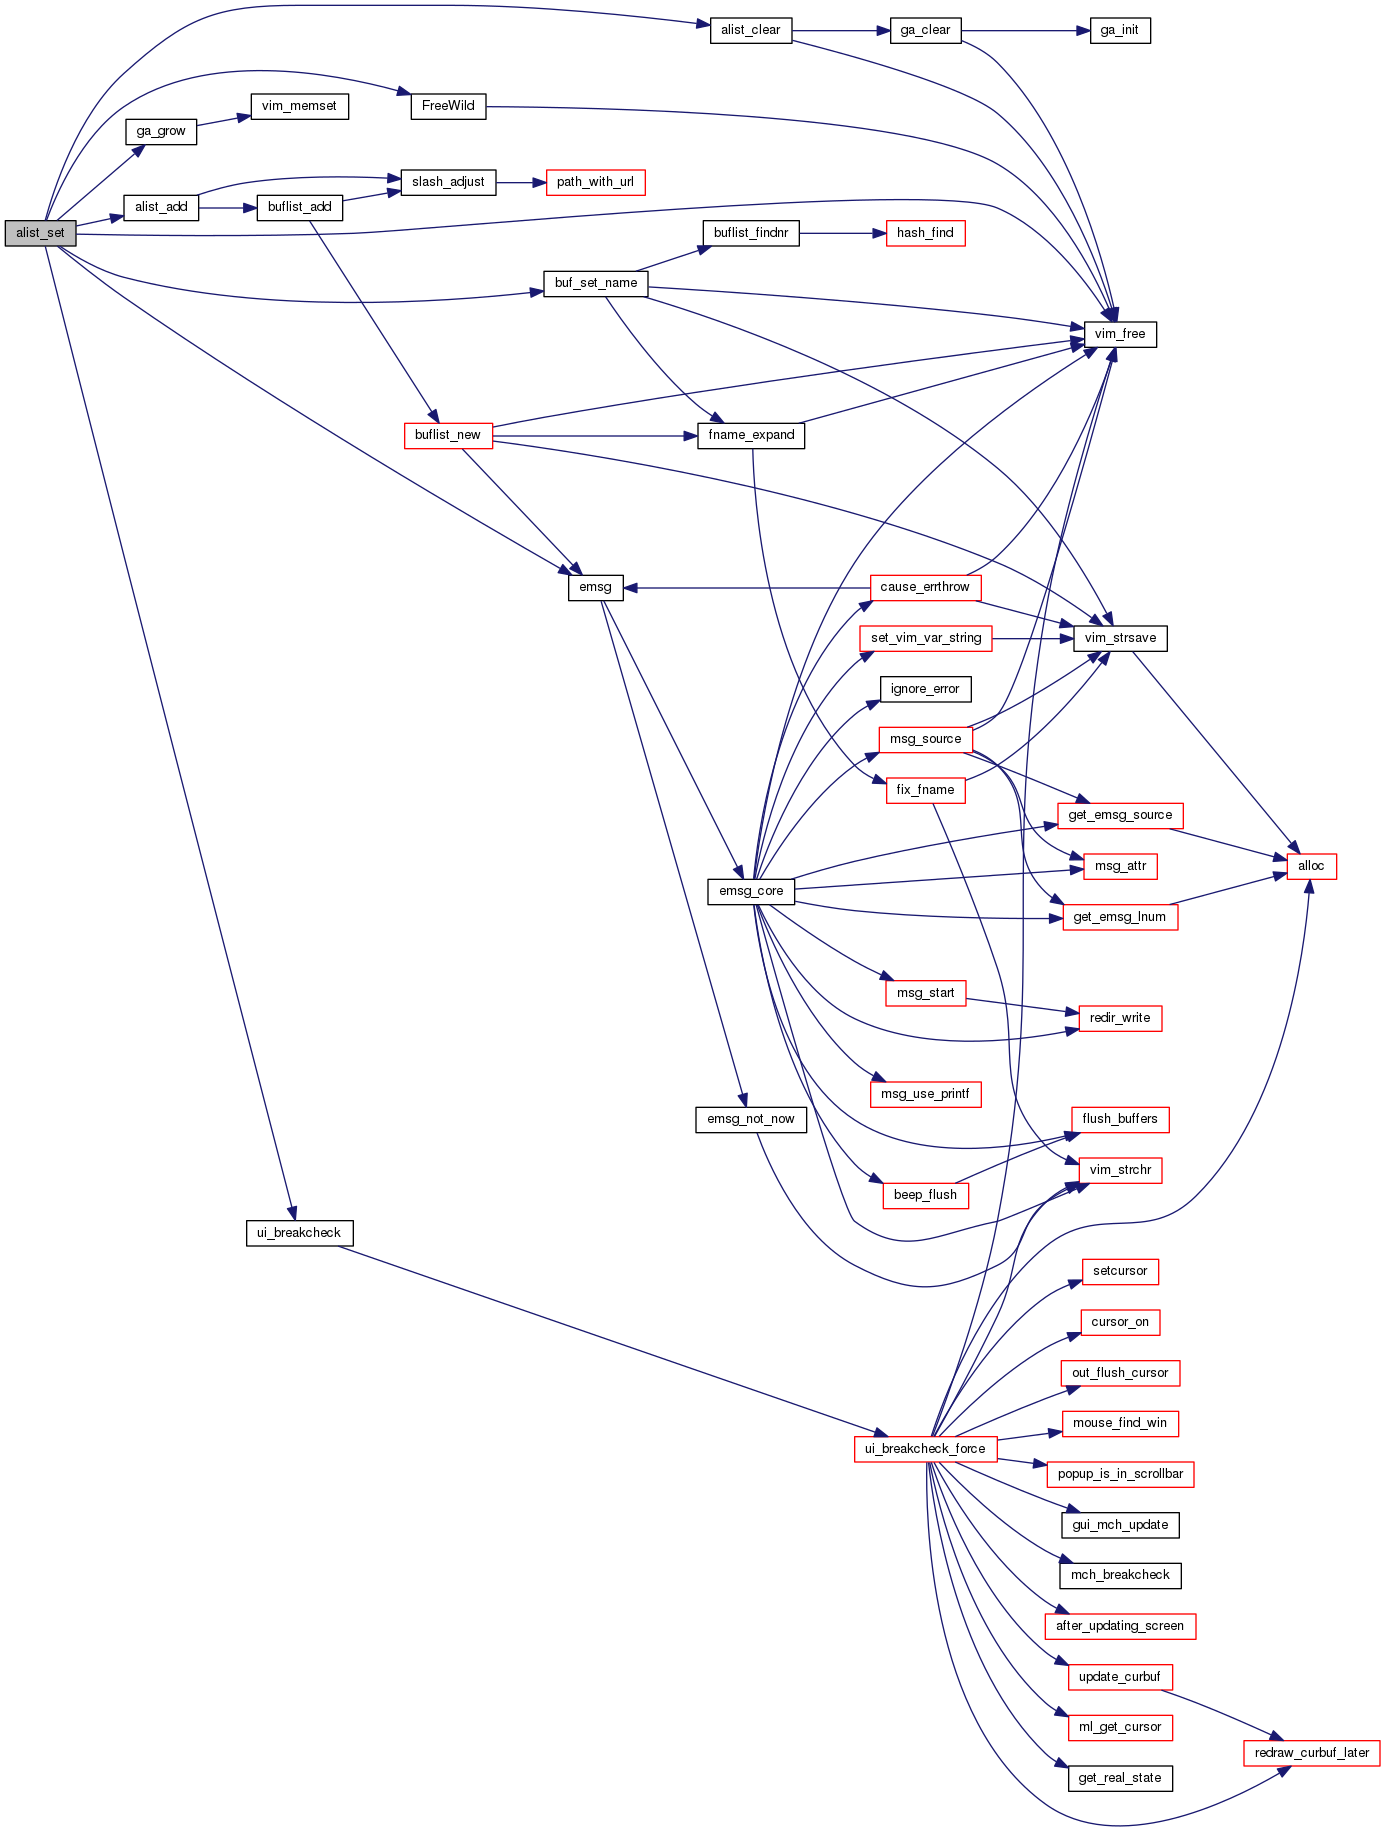 alist_set
alist_clear
ga_clear
ga_init
FreeWild
vim_memset
ga_grow
slash_adjust
path_with_url
alist_add
buflist_add
buflist_findnr
hash_find
buf_set_name
vim_free
buflist_new
fname_expand
emsg
cause_errthrow
set_vim_var_string
vim_strsave
ignore_error
msg_source
fix_fname
get_emsg_source
msg_attr
alloc
emsg_core
get_emsg_lnum
msg_start
redir_write
msg_use_printf
emsg_not_now
flush_buffers
vim_strchr
beep_flush
ui_breakcheck
setcursor
cursor_on
out_flush_cursor
mouse_find_win
ui_breakcheck_force
popup_is_in_scrollbar
gui_mch_update
mch_breakcheck
after_updating_screen
update_curbuf
ml_get_cursor
redraw_curbuf_later
get_real_state